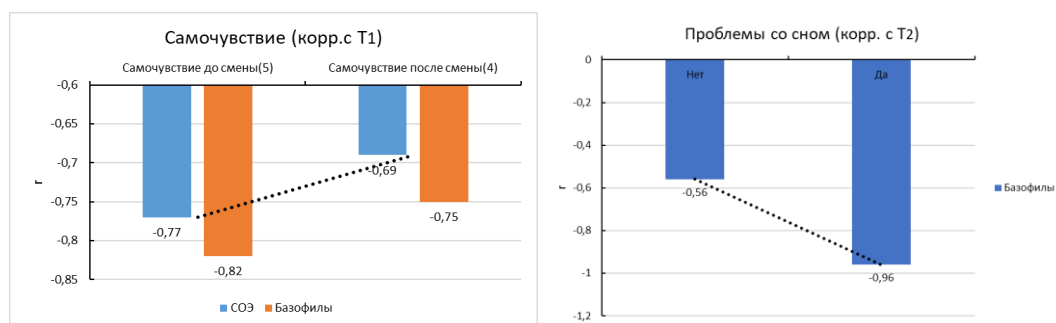 Самочувствие (корр.с Т1)
Самочувствие до смены(5)
Самочувствие после смены(4)
-0,6
-0,65
-0,7
-0,75
-0,8
-0,85
r
-0,77
-0,82
-0,69
-0,75
СОЭ
Базофилы
Проблемы со сном (корр. с Т2)
0
-0,2
-0,4
-0,6
-0,8
-1
-1,2
r
Нет
Да
-0,56
-0,96
Базофилы